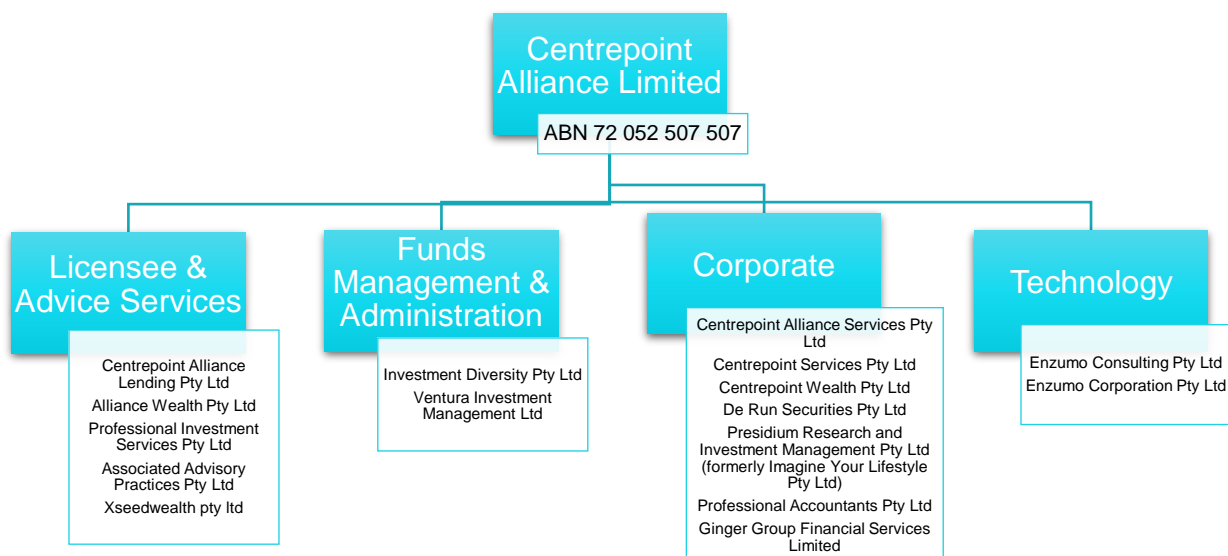 Centrepoint
Alliance Limited
ABN 72 052 507 507
Licensee &
Advice Services
Centrepoint Alliance
Lending Pty Ltd
Alliance Wealth Pty Ltd
Professional Investment
Services Pty Ltd
Associated Advisory
Practices Pty Ltd
Xseedwealth pty ltd
Funds
Management &
Administration
Investment Diversity Pty Ltd
Ventura Investment
Management Ltd
Corporate
Centrepoint Alliance Services Pty
Ltd
Centrepoint Services Pty Ltd
Centrepoint Wealth Pty Ltd
De Run Securities Pty Ltd
Presidium Research and
Investment Management Pty Ltd
(formerly Imagine Your Lifestyle
Pty Ltd)
Professional Accountants Pty Ltd
Ginger Group Financial Services
Limited
Technology
Enzumo Consulting Pty Ltd
Enzumo Corporation Pty Ltd